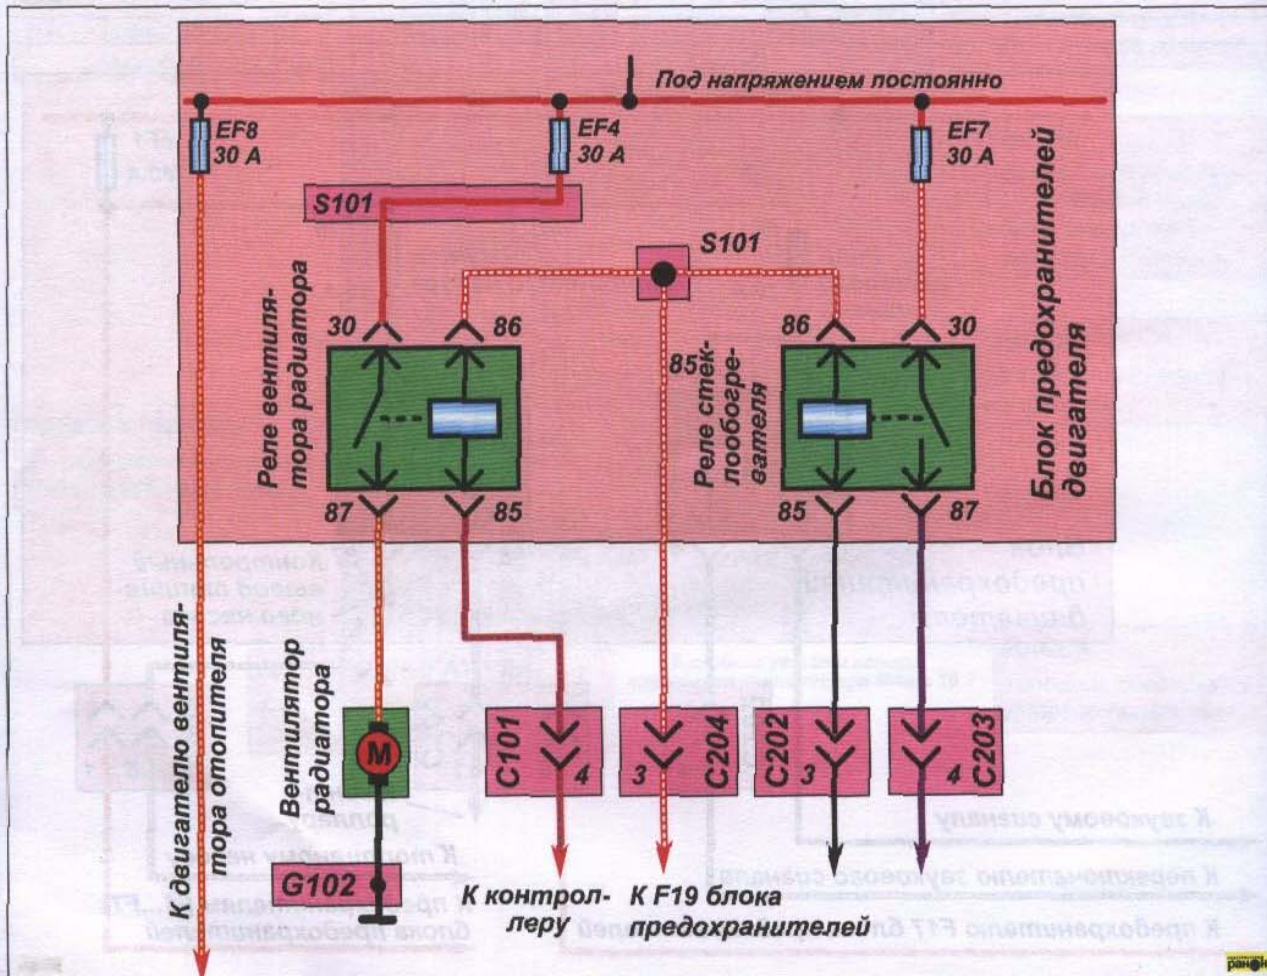 Под напряжением постоянно
EF8
30 А
EF4
30 А
EF7
30 А
S101
S101
Блок предохранителей
двигателя
Реле вентиля-
тора радиатора
30
86
87
85
85
Реле стек-
лообогре-
вателя
86
30
85
87
К двигателю вентиля-
тора отопителя
Вентилятор
радиатора
M
G102
C101
4
3
C204
C202
3
4
C203
К контрол-
леру
К F19 блока
предохранителей